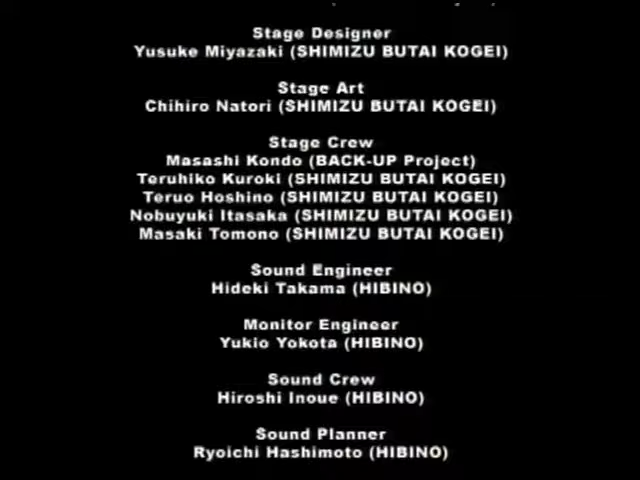 Stage Designer
Yusuke Miyazaki (SHIMIZU BUTAI KOGEI)
Stage Art
Chihiro Natori (SHIMIZU BUTAI KOGEI)
Stage Crew
Masashi Kondo (BACK-UP Project)
Teruhiko Kuroki (SHIMIZU BUTAI KOGEI)
Teruo Hoshino (SHIMIZU BUTAI KOGEI)
Nobuyuki Itasaka (SHIMIZU BUTAI KOGEI)
Masaki Tomono (SHIMIZU BUTAI KOGEI)
Sound Engineer
Hideki Takama (HIBINO)
Monitor Engineer
Yukio Yokota (HIBINO)
Sound Crew
Hiroshi Inoue (HIBINO)
Sound Planner
Ryoichi Hashimoto (HIBINO)